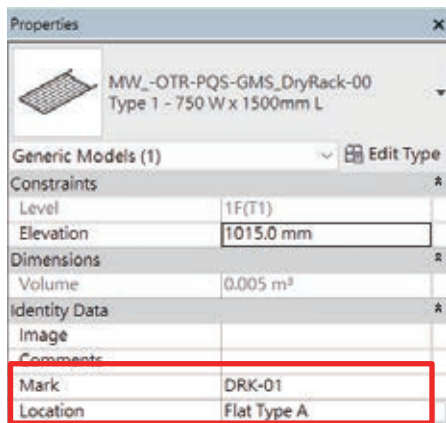 Properties
MW_-OTR-PQS-GMS_DryRack-00
Type 1 - 750 W x 1500mm L
Generic Models (1) Edit Type
Constraints
Level 1F(T1)
Elevation 1015.0 mm
Dimensions
Volume 0.005 m³
Identity Data
Image
Comments
Mark DRK-01
Location Flat Type A